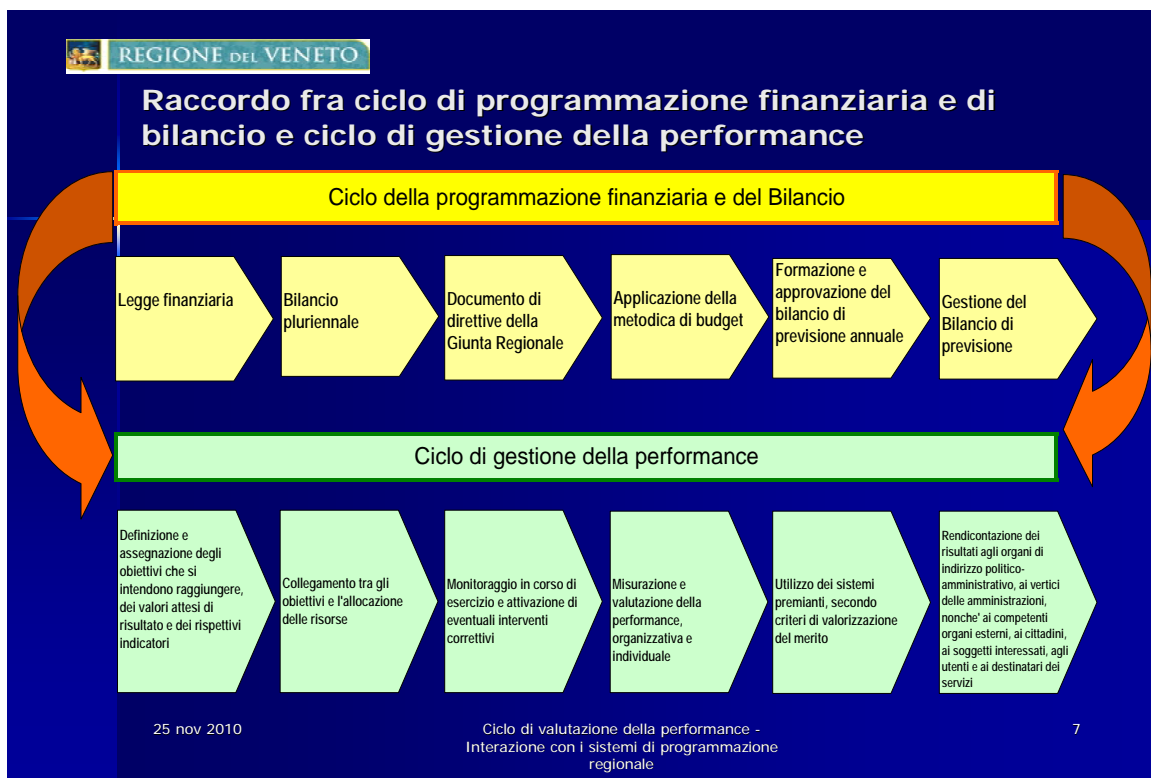 REGIONE DEL VENETO
Raccordo fra ciclo di programmazione finanziaria e di
bilancio e ciclo di gestione della performance
Ciclo della programmazione finanziaria e del Bilancio
Legge finanziaria
Bilancio
pluriennale
Documento di
direttive della
Giunta Regionale
Applicazione della
metodica di budget
Formazione e
approvazione del
bilancio di
previsione annuale
Gestione del
Bilancio di
previsione
Ciclo di gestione della performance
Definizione e
assegnazione degli
obiettivi che si
intendono raggiungere,
dei valori attesi di
risultato e dei rispettivi
indicatori
Collegamento tra gli
obiettivi e l'allocazione
delle risorse
Monitoraggio in corso di
esercizio e attivazione di
eventuali interventi
correttivi
Misurazione e
valutazione della
performance,
organizzativa e
individuale
Utilizzo dei sistemi
premianti, secondo
criteri di valorizzazione
del merito
Rendicontazione dei
risultati agli organi di
indirizzo politico-
amministrativo, ai vertici
delle amministrazioni,
nonche' ai competenti
organi esterni, ai cittadini,
ai soggetti interessati, agli
utenti e ai destinatari dei
servizi
25 nov 2010
Ciclo di valutazione della performance -
Interazione con i sistemi di programmazione
regionale
7